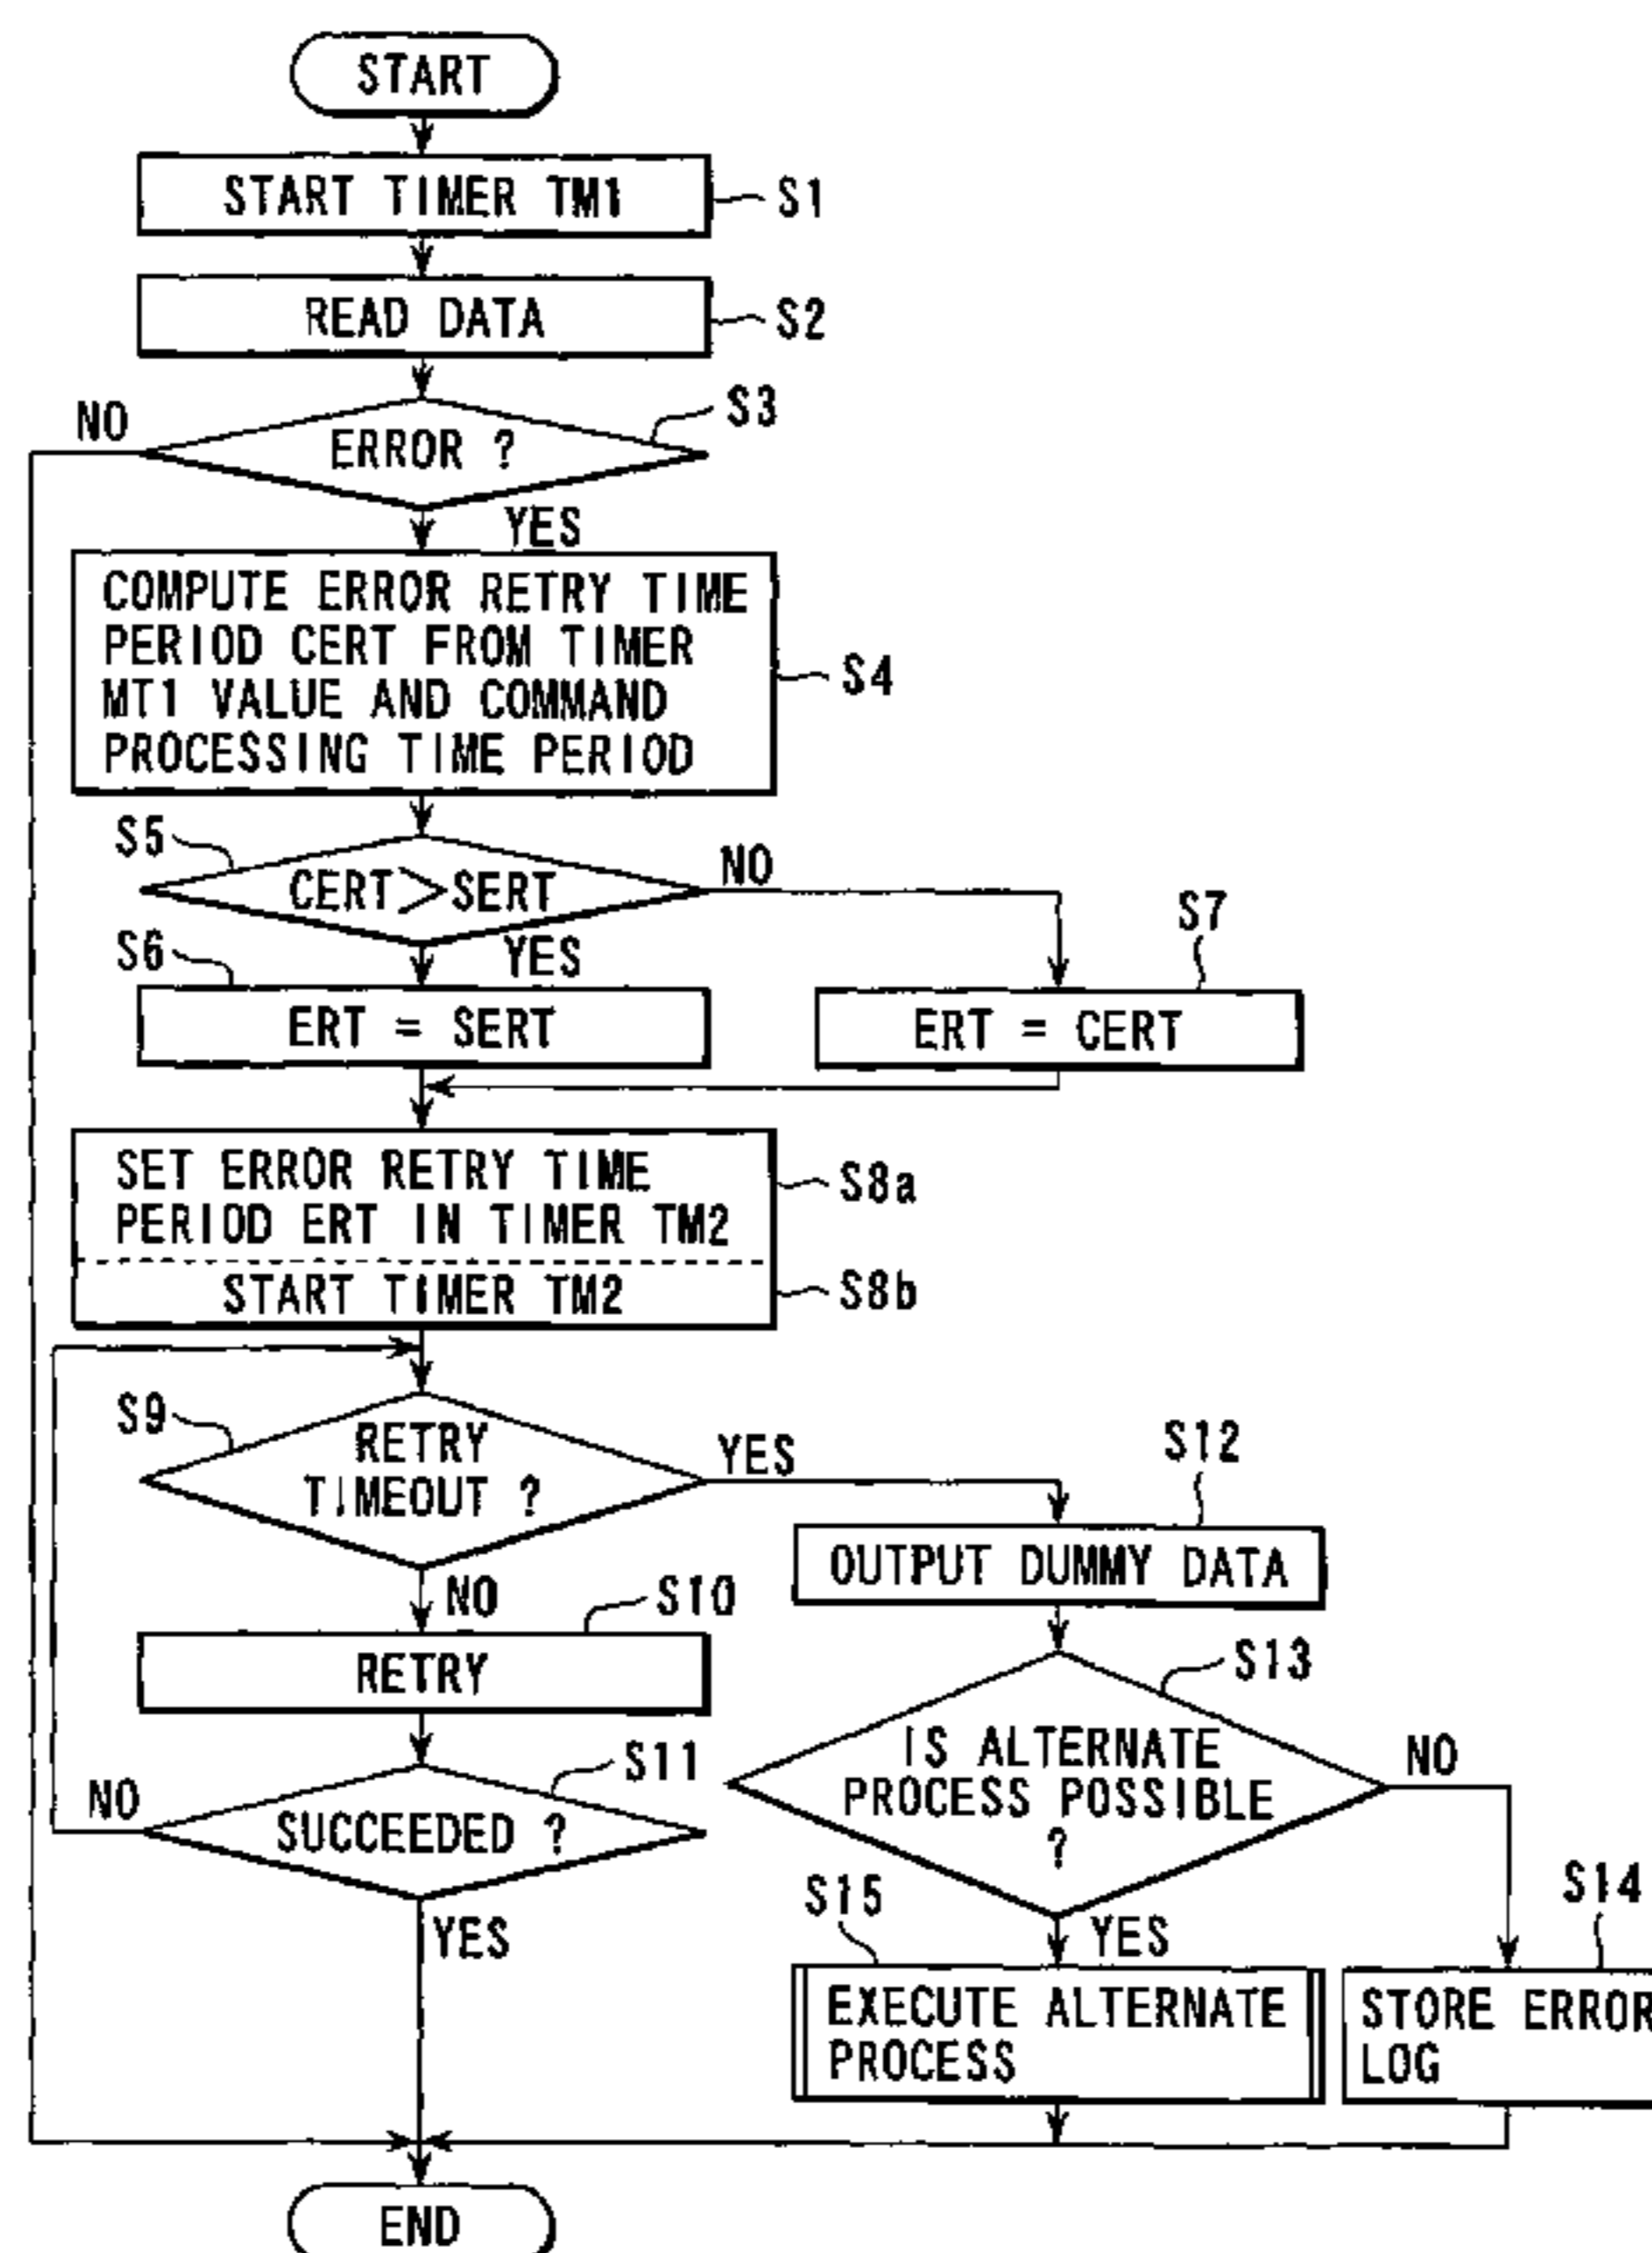 START
START TIMER TM1
S1
READ DATA
S2
NO
ERROR ?
S3
YES
COMPUTE ERROR RETRY TIME
PERIOD CERT FROM TIMER
MT1 VALUE AND COMMAND
PROCESSING TIME PERIOD
S4
S5
CERT>SERT
NO
S6
YES
S7
ERT = SERT
ERT = CERT
SET ERROR RETRY TIME
PERIOD ERT IN TIMER TM2
S8a
START TIMER TM2
S8b
S9
RETRY
TIMEOUT ?
YES
S12
OUTPUT DUMMY DATA
NO
S10
RETRY
S13
IS ALTERNATE
PROCESS POSSIBLE
?
NO
S11
NO
SUCCEEDED ?
YES
S15
YES
S14
EXECUTE ALTERNATE
PROCESS
STORE ERROR
LOG
END